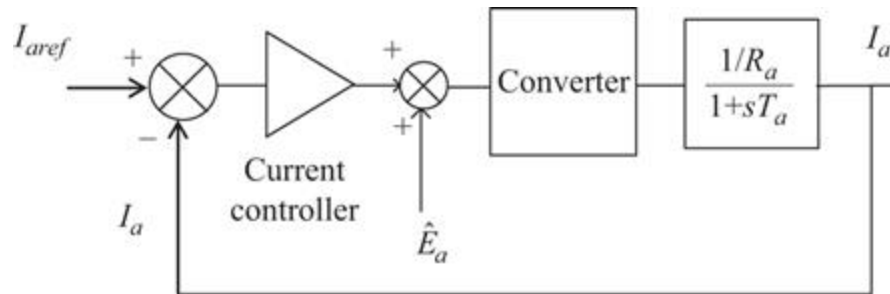 I_aref
+
−
I_a
Current
controller
+
+
Ê_a
Converter
1/R_a
1+sT_a
I_a